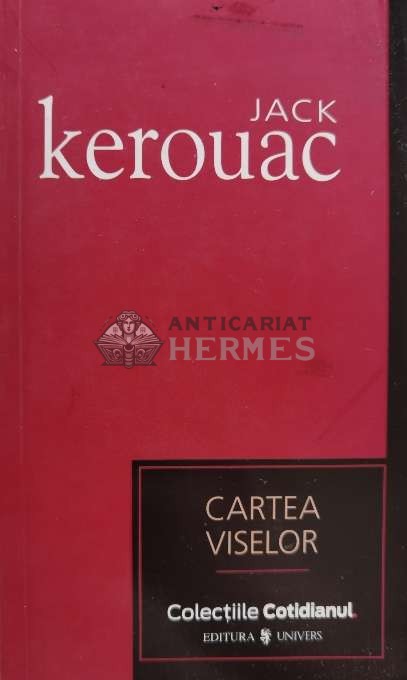 JACK
kerouac
ANTICARIAT
HERMES
CARTEA
VISELOR
Colecțiile Cotidianul.
EDITURA UNIVERS